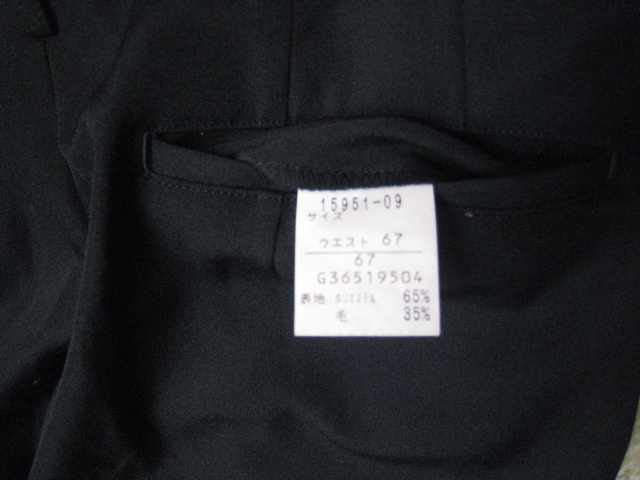 15951-09
サイズ
ウエスト 67
67
G36519504
表地 ポリエステル 65%
毛 35%